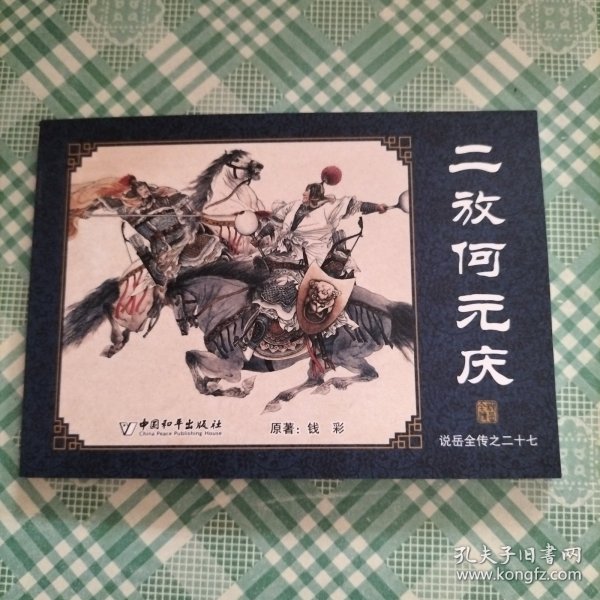 二放何元庆
说岳全传之二十七
中国和平出版社
China Peace Publishing House
原著：钱 彩
孔夫子旧书网
www.kongfz.com